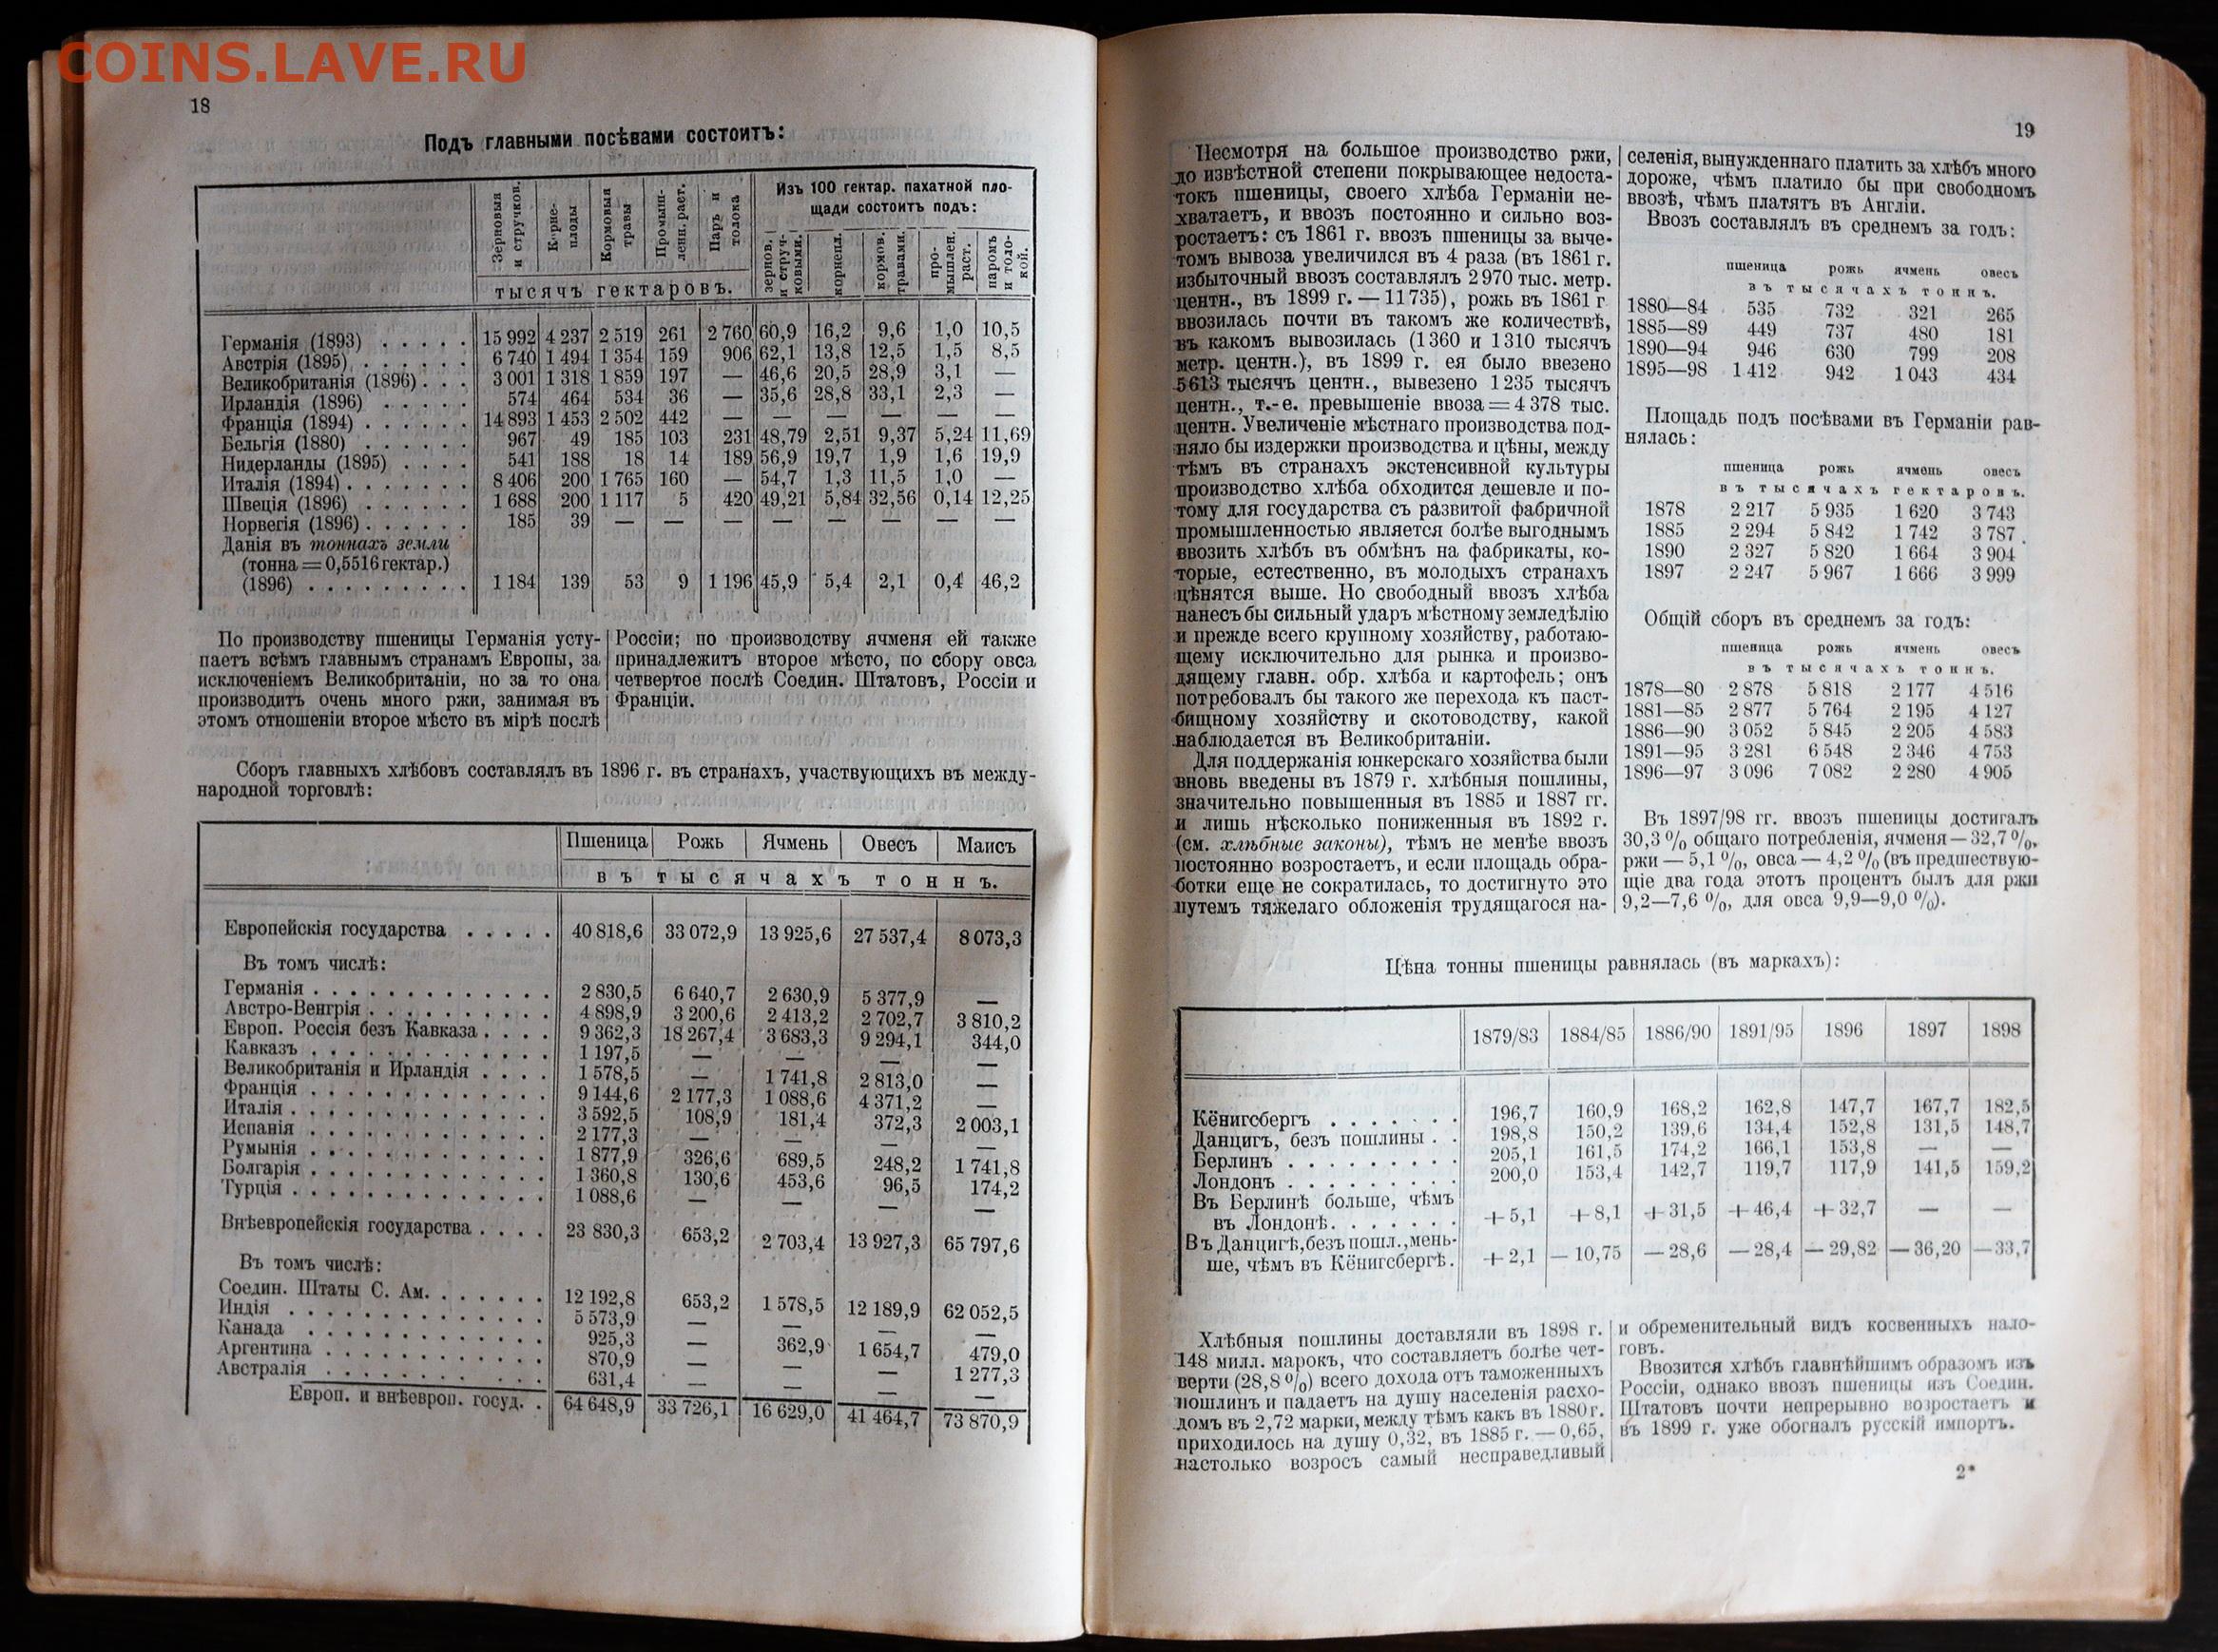 COINS.LAVE.RU
18
Подъ главными посѣвами состоитъ:
Зерновыя и стручков. | Корне-плоды | Кормовыя травы | Промыш-ленн. раст. | Паръ и толока | Изъ 100 гектар. пахатной пло-
щади состоитъ подъ:
зернов. и струч-ковыми. | корнепл. | кормов. травами. | про-мышлен. раст. | паромъ и толо-кой.
тысячъ гектаровъ.
Германія (1893) . . . . . 15 992 4 237 2 519 261 2 760 60,9 16,2 9,6 1,0 10,5
Австрія (1895) . . . . . . 6 740 1 494 1 354 159 906 62,1 13,8 12,5 1,5 8,5
Великобританія (1896) . . . 3 001 1 318 1 859 197 — 46,6 20,5 28,9 3,1 —
Ирландія (1896) . . . . . 574 464 534 36 — 35,6 28,8 33,1 2,3 —
Франція (1894) . . . . . . 14 893 1 453 2 502 442 — — — — — —
Бельгія (1880) . . . . . . 967 49 185 103 231 48,79 2,51 9,37 5,24 11,69
Нидерланды (1895) . . . . 541 188 18 14 189 56,9 19,7 1,9 1,6 19,9
Италія (1894) . . . . . . . 8 406 200 1 765 160 — 54,7 1,3 11,5 1,0 —
Швеція (1896) . . . . . . 1 688 200 1 117 5 420 49,21 5,84 32,56 0,14 12,25
Норвегія (1896) . . . . . . 185 39 — — — — — — — —
Данія въ тоннахъ земли
(тонна = 0,5516 гектар.)
(1896) . . . . . . . . . 1 184 139 53 9 1 196 45,9 5,4 2,1 0,4 46,2
По производству пшеницы Германія усту-
паетъ всѣмъ главнымъ странамъ Европы, за
исключеніемъ Великобританіи, но за то она
производитъ очень много ржи, занимая въ
этомъ отношеніи второе мѣсто въ мірѣ послѣ
Россіи; по производству ячменя ей также
принадлежитъ второе мѣсто, по сбору овса
четвертое послѣ Соедин. Штатовъ, Россіи и
Франціи.
Сборъ главныхъ хлѣбовъ составлялъ въ 1896 г. въ странахъ, участвующихъ въ между-
народной торговлѣ:
Пшеница | Рожь | Ячмень | Овесъ | Маисъ
въ тысячахъ тоннъ.
Европейскія государства . . . . . 40 818,6 33 072,9 13 925,6 27 537,4 8 073,3
Въ томъ числѣ:
Германія . . . . . . . . . . . . 2 830,5 6 640,7 2 630,9 5 377,9 —
Австро-Венгрія . . . . . . . . . 4 898,9 3 200,6 2 413,2 2 702,7 3 810,2
Европ. Россія безъ Кавказа . . . . 9 362,3 18 267,4 3 683,3 9 294,1 344,0
Кавказъ . . . . . . . . . . . . 1 197,5 — — — —
Великобританія и Ирландія . . . . 1 578,5 — 1 741,8 2 813,0 —
Франція . . . . . . . . . . . . 9 144,6 2 177,3 1 088,6 4 371,2 —
Италія . . . . . . . . . . . . . 3 592,5 108,9 181,4 372,3 2 003,1
Испанія . . . . . . . . . . . . 2 177,3 — — — —
Румынія . . . . . . . . . . . . 1 877,9 326,6 689,5 248,2 1 741,8
Болгарія . . . . . . . . . . . . 1 360,8 130,6 453,6 96,5 174,2
Турція . . . . . . . . . . . . . 1 088,6 — — — —
Внѣевропейскія государства . . . . 23 830,3 653,2 2 703,4 13 927,3 65 797,6
Въ томъ числѣ:
Соедин. Штаты С. Ам. . . . . . . 12 192,8 653,2 1 578,5 12 189,9 62 052,5
Индія . . . . . . . . . . . . . 5 573,9 — — — —
Канада . . . . . . . . . . . . 925,3 — 362,9 1 654,7 479,0
Аргентина . . . . . . . . . . . 870,9 — — — 1 277,3
Австралія . . . . . . . . . . . 631,4 — — — —
Европ. и внѣевроп. госуд. . 64 648,9 33 726,1 16 629,0 41 464,7 73 870,9
19
Несмотря на большое производство ржи,
до извѣстной степени покрывающее недоста-
токъ пшеницы, своего хлѣба Германіи не-
хватаетъ, и ввозъ постоянно и сильно воз-
ростаетъ: съ 1861 г. ввозъ пшеницы за выче-
томъ вывоза увеличился въ 4 раза (въ 1861 г.
избыточный ввозъ составлялъ 2 970 тыс. метр.
центн., въ 1899 г. — 11 735), рожь въ 1861 г
ввозилась почти въ такомъ же количествѣ,
въ какомъ вывозилась (1 360 и 1 310 тысячъ
метр. центн.), въ 1899 г. ея было ввезено
5 613 тысячъ центн., вывезено 1 235 тысячъ
центн., т.-е. превышеніе ввоза = 4 378 тыс.
центн. Увеличеніе мѣстнаго производства под-
няло бы издержки производства и цѣны, между
тѣмъ въ странахъ экстенсивной культуры
производство хлѣба обходится дешевле и по-
тому для государства съ развитой фабричной
промышленностью является болѣе выгоднымъ
ввозить хлѣбъ въ обмѣнъ на фабрикаты, ко-
торые, естественно, въ молодыхъ странахъ
цѣнятся выше. Но свободный ввозъ хлѣба
нанесъ бы сильный ударъ мѣстному земледѣлію
и прежде всего крупному хозяйству, работаю-
щему исключительно для рынка и произво-
дящему главн. обр. хлѣба и картофель; онъ
потребовалъ бы такого же перехода къ паст-
бищному хозяйству и скотоводству, какой
наблюдается въ Великобританіи.
Для поддержанія юнкерскаго хозяйства были
вновь введены въ 1879 г. хлѣбныя пошлины,
значительно повышенныя въ 1885 и 1887 гг.
и лишь нѣсколько пониженныя въ 1892 г.
(см. хлѣбные законы), тѣмъ не менѣе ввозъ
постоянно возростаетъ, и если площадь обра-
ботки еще не сократилась, то достигнуто это
путемъ тяжелаго обложенія трудящагося на-
селенія, вынужденнаго платить за хлѣбъ много
дороже, чѣмъ платило бы при свободномъ
ввозѣ, чѣмъ платятъ въ Англіи.
Ввозъ составлялъ въ среднемъ за годъ:
пшеница рожь ячмень овесъ
въ тысячахъ тоннъ.
1880—84 535 732 321 265
1885—89 449 737 480 181
1890—94 946 630 799 208
1895—98 1 412 942 1 043 434
Площадь подъ посѣвами въ Германіи рав-
нялась:
пшеница рожь ячмень овесъ
въ тысячахъ гектаровъ.
1878 2 217 5 935 1 620 3 743
1885 2 294 5 842 1 742 3 787
1890 2 327 5 820 1 664 3 904
1897 2 247 5 967 1 666 3 999
Общій сборъ въ среднемъ за годъ:
пшеница рожь ячмень овесъ
въ тысячахъ тоннъ.
1878—80 2 878 5 818 2 177 4 516
1881—85 2 877 5 764 2 195 4 127
1886—90 3 052 5 845 2 205 4 583
1891—95 3 281 6 548 2 346 4 753
1896—97 3 096 7 082 2 280 4 905
Въ 1897/98 гг. ввозъ пшеницы достигалъ
30,3 % общаго потребленія, ячменя — 32,7 %,
ржи — 5,1 %, овса — 4,2 % (въ предшествую-
щіе два года этотъ процентъ былъ для ржи
9,2—7,6 %, для овса 9,9—9,0 %).
Цѣна тонны пшеницы равнялась (въ маркахъ):
1879/83 1884/85 1886/90 1891/95 1896 1897 1898
Кёнигсбергъ . . . . . . . 196,7 160,9 168,2 162,8 147,7 167,7 182,5
Данцигъ, безъ пошлины . . 198,8 150,2 139,6 134,4 152,8 131,5 148,7
Берлинъ . . . . . . . . . 205,1 161,5 174,2 166,1 153,8 — —
Лондонъ . . . . . . . . . 200,0 153,4 142,7 119,7 117,9 141,5 159,2
Въ Берлинѣ больше, чѣмъ
въ Лондонѣ. . . . . . . +5,1 +8,1 +31,5 +46,4 +32,7 — —
Въ Данцигѣ, безъ пошл., мень-
ше, чѣмъ въ Кёнигсбергѣ. +2,1 —10,75 —28,6 —28,4 —29,82 —36,20 —33,7
Хлѣбныя пошлины доставляли въ 1898 г.
148 милл. марокъ, что составляетъ болѣе чет-
верти (28,8 %) всего дохода отъ таможенныхъ
пошлинъ и падаетъ на душу населенія расхо-
домъ въ 2,72 марки, между тѣмъ какъ въ 1880 г.
приходилось на душу 0,32, въ 1885 г. — 0,65,
настолько возросъ самый несправедливый
и обременительный видъ косвенныхъ нало-
говъ.
Ввозится хлѣбъ главнѣйшимъ образомъ изъ
Россіи, однако ввозъ пшеницы изъ Соедин.
Штатовъ почти непрерывно возростаетъ и
въ 1899 г. уже обогналъ русскій импортъ.
2*